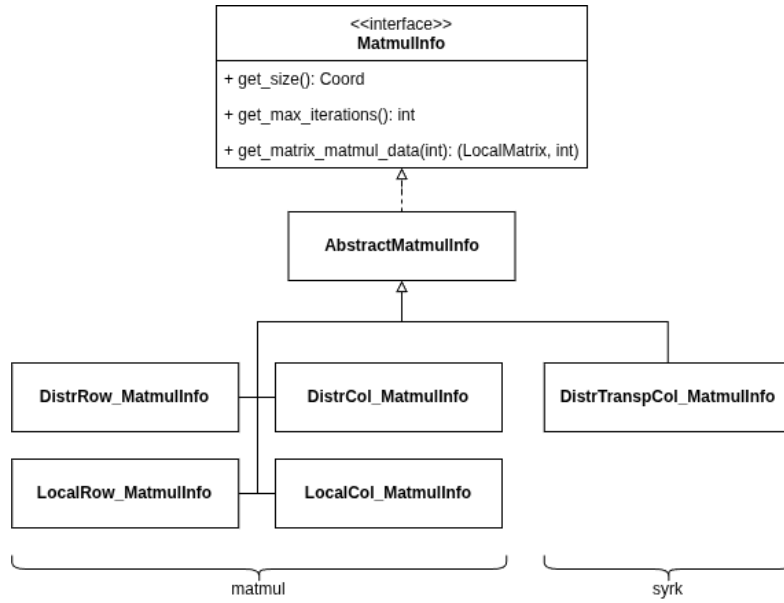 <<interface>>
MatmulInfo
+ get_size(): Coord
+ get_max_iterations(): int
+ get_matrix_matmul_data(int): (LocalMatrix, int)
AbstractMatmulInfo
DistrRow_MatmulInfo
DistrCol_MatmulInfo
DistrTranspCol_MatmulInfo
LocalRow_MatmulInfo
LocalCol_MatmulInfo
matmul
syrk